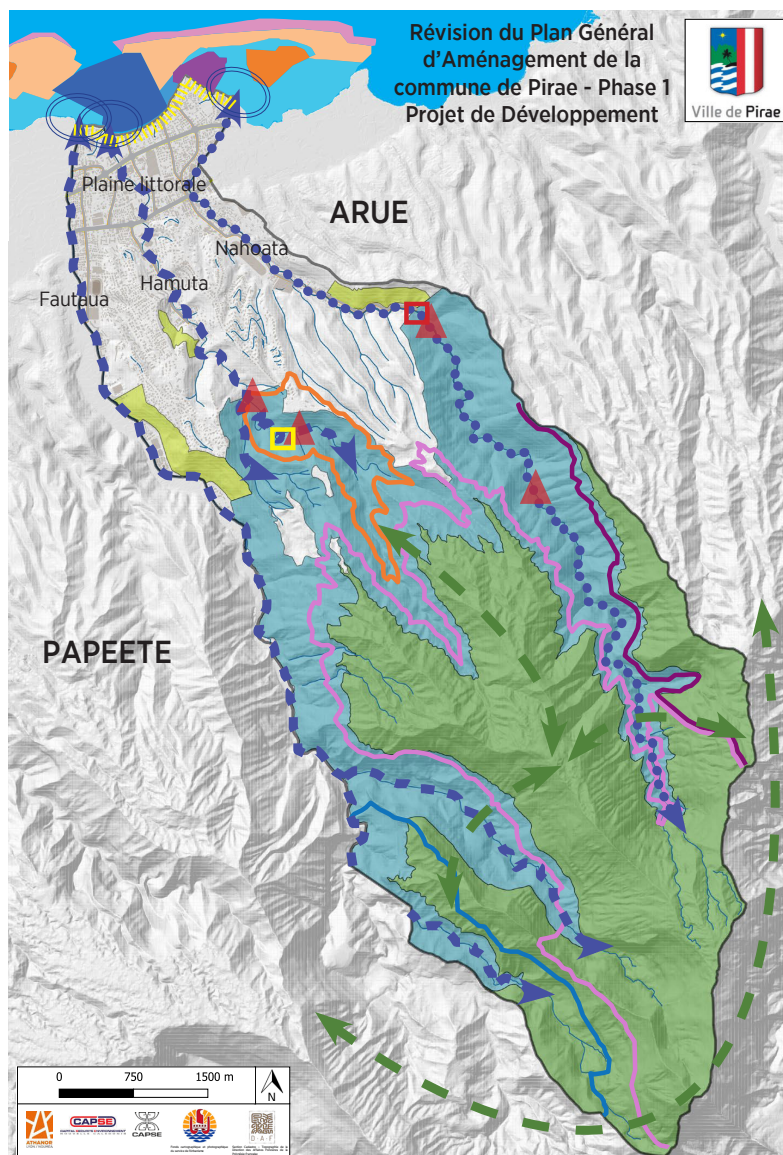 Révision du Plan Général
d'Aménagement de la
commune de Pirae - Phase 1
Projet de Développement
Ville de Pirae
Plaine littorale
ARUE
Nahoata
Hamuta
Fautaua
PAPEETE
0 750 1500 m
N
ATHANOR
CAPSE
CAPSE
D A F